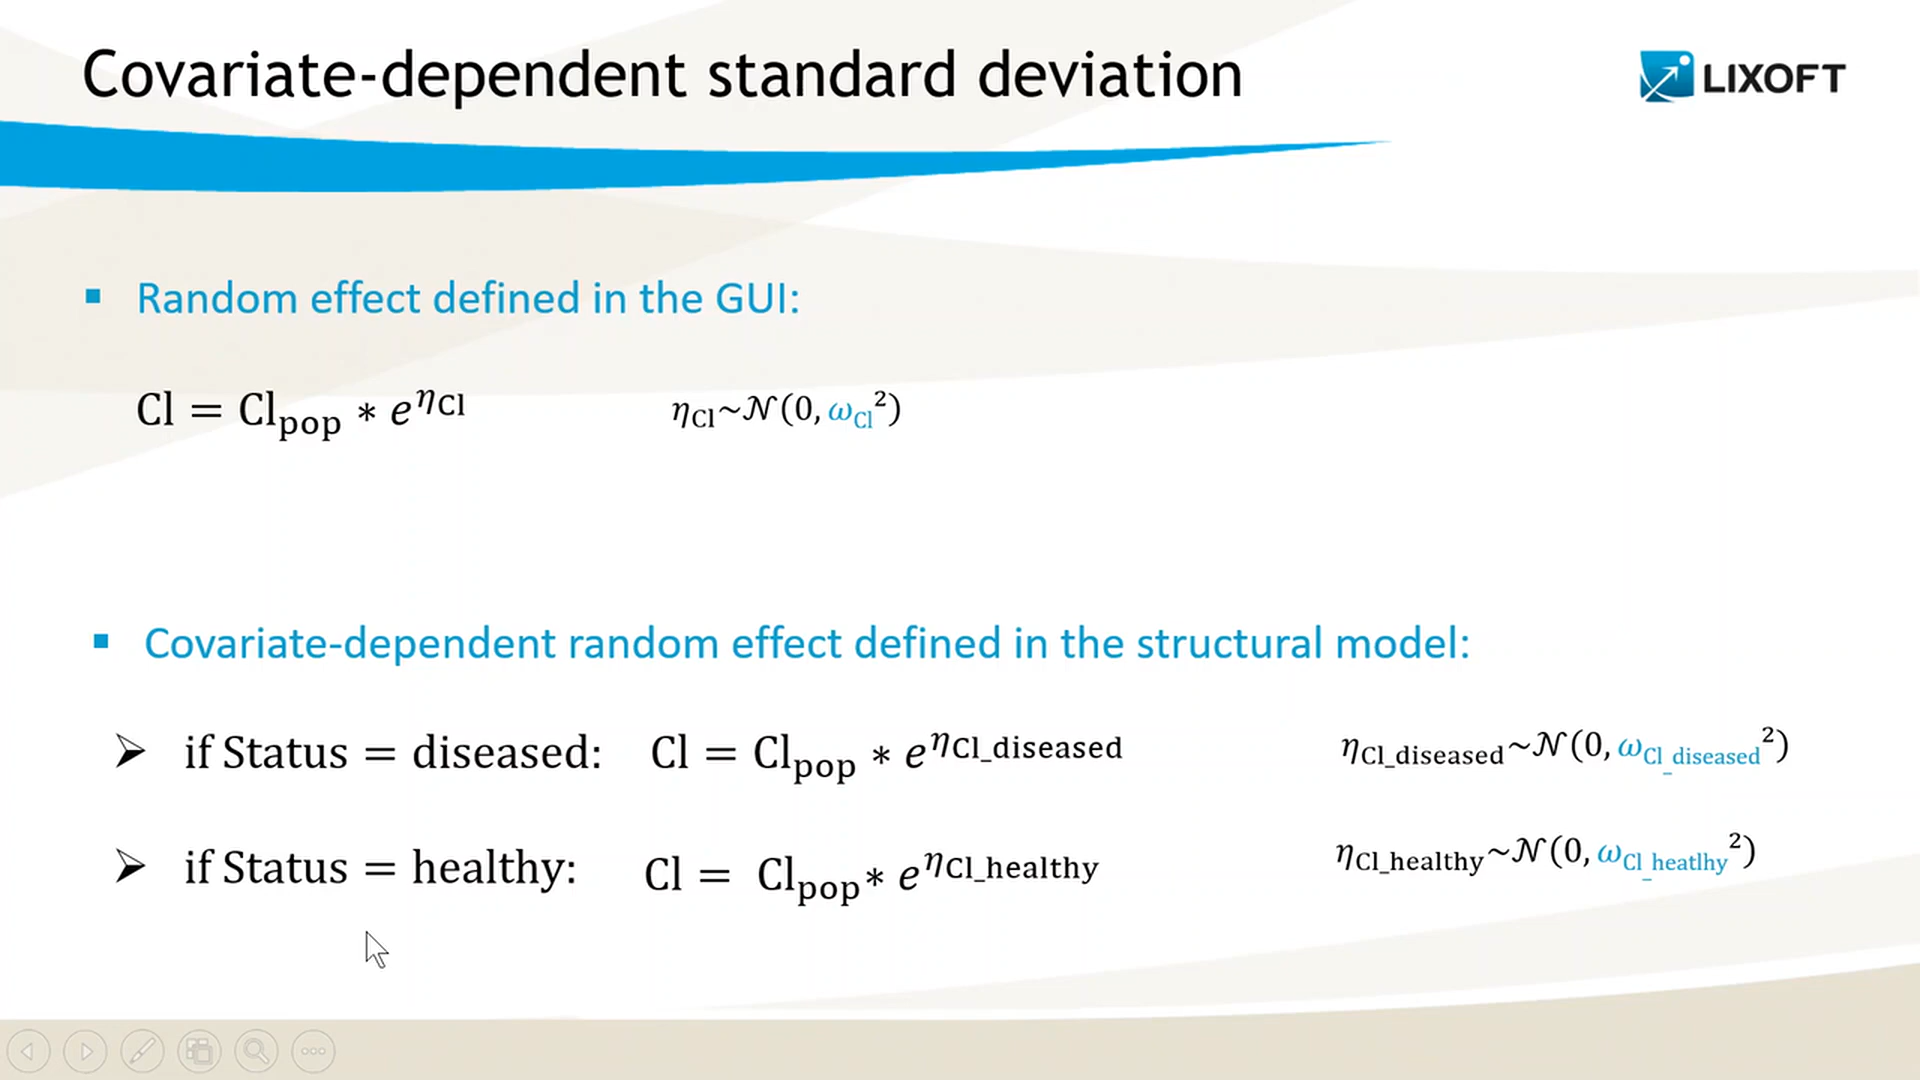 Covariate-dependent standard deviation
LIXOFT
▪ Random effect defined in the GUI:
Cl = Cl_pop ∗ e^{η_Cl}    η_Cl~𝒩(0, ω_Cl²)
▪ Covariate-dependent random effect defined in the structural model:
➢ if Status = diseased: Cl = Cl_pop ∗ e^{η_Cl_diseased}    η_Cl_diseased~𝒩(0, ω_Cl_diseased²)
➢ if Status = healthy: Cl = Cl_pop∗ e^{η_Cl_healthy}    η_Cl_healthy~𝒩(0, ω_Cl_heatlhy²)